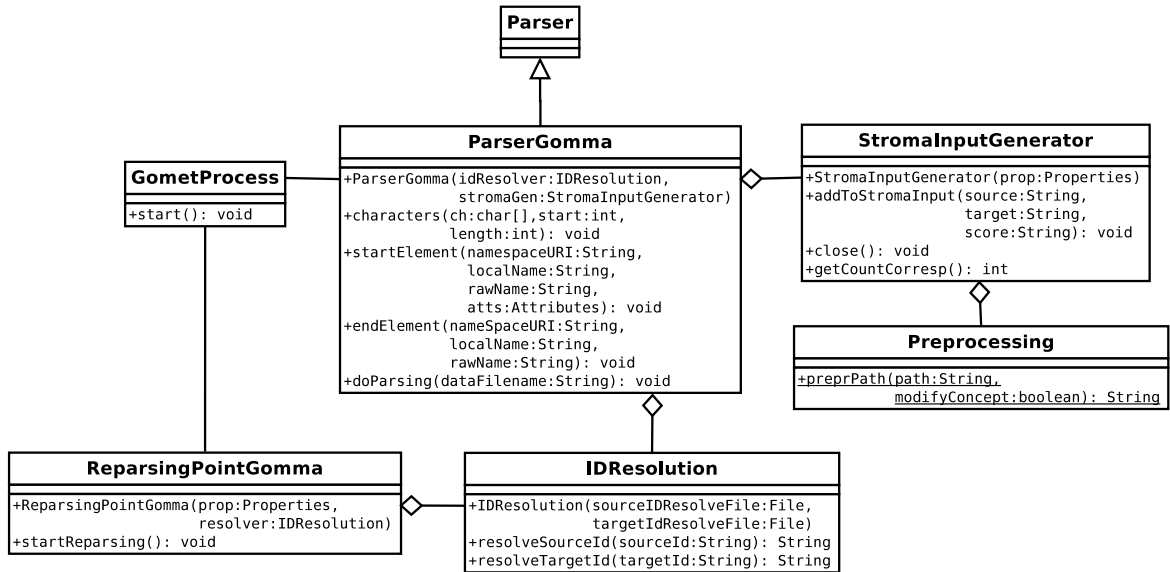 Parser
ParserGomma
+ParserGomma(idResolver:IDResolution,
stromaGen:StromaInputGenerator)
+characters(ch:char[],start:int,
length:int): void
+startElement(namespaceURI:String,
localName:String,
rawName:String,
atts:Attributes): void
+endElement(nameSpaceURI:String,
localName:String,
rawName:String): void
+doParsing(dataFilename:String): void
StromaInputGenerator
+StromaInputGenerator(prop:Properties)
+addToStromaInput(source:String,
target:String,
score:String): void
+close(): void
+getCountCorresp(): int
GometProcess
+start(): void
Preprocessing
+preprPath(path:String,
modifyConcept:boolean): String
ReparsingPointGomma
+ReparsingPointGomma(prop:Properties,
resolver:IDResolution)
+startReparsing(): void
IDResolution
+IDResolution(sourceIDResolveFile:File,
targetIdResolveFile:File)
+resolveSourceId(sourceId:String): String
+resolveTargetId(targetId:String): String